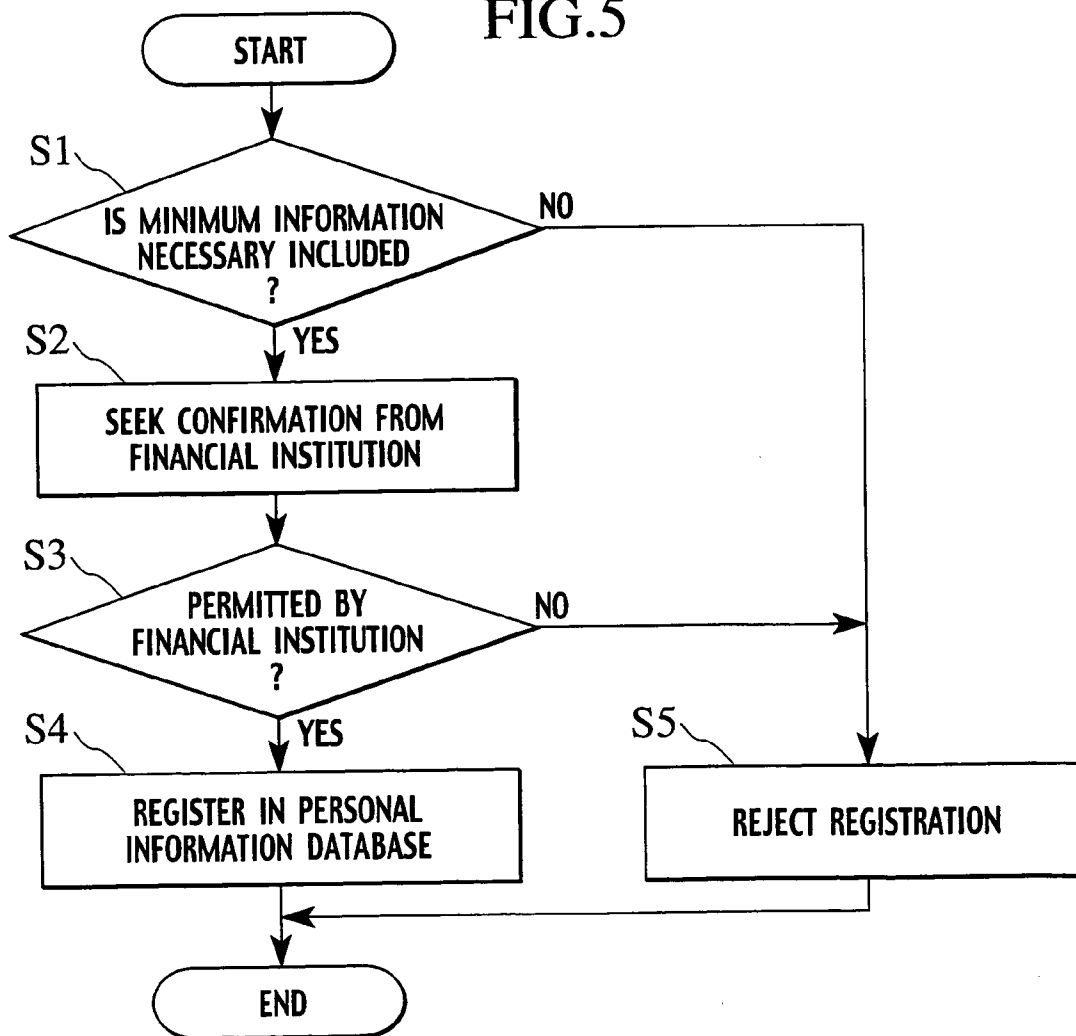 FIG.5
START
S1
IS MINIMUM INFORMATION
NECESSARY INCLUDED
?
NO
YES
S2
SEEK CONFIRMATION FROM
FINANCIAL INSTITUTION
S3
PERMITTED BY
FINANCIAL INSTITUTION
?
NO
YES
S4
REGISTER IN PERSONAL
INFORMATION DATABASE
S5
REJECT REGISTRATION
END